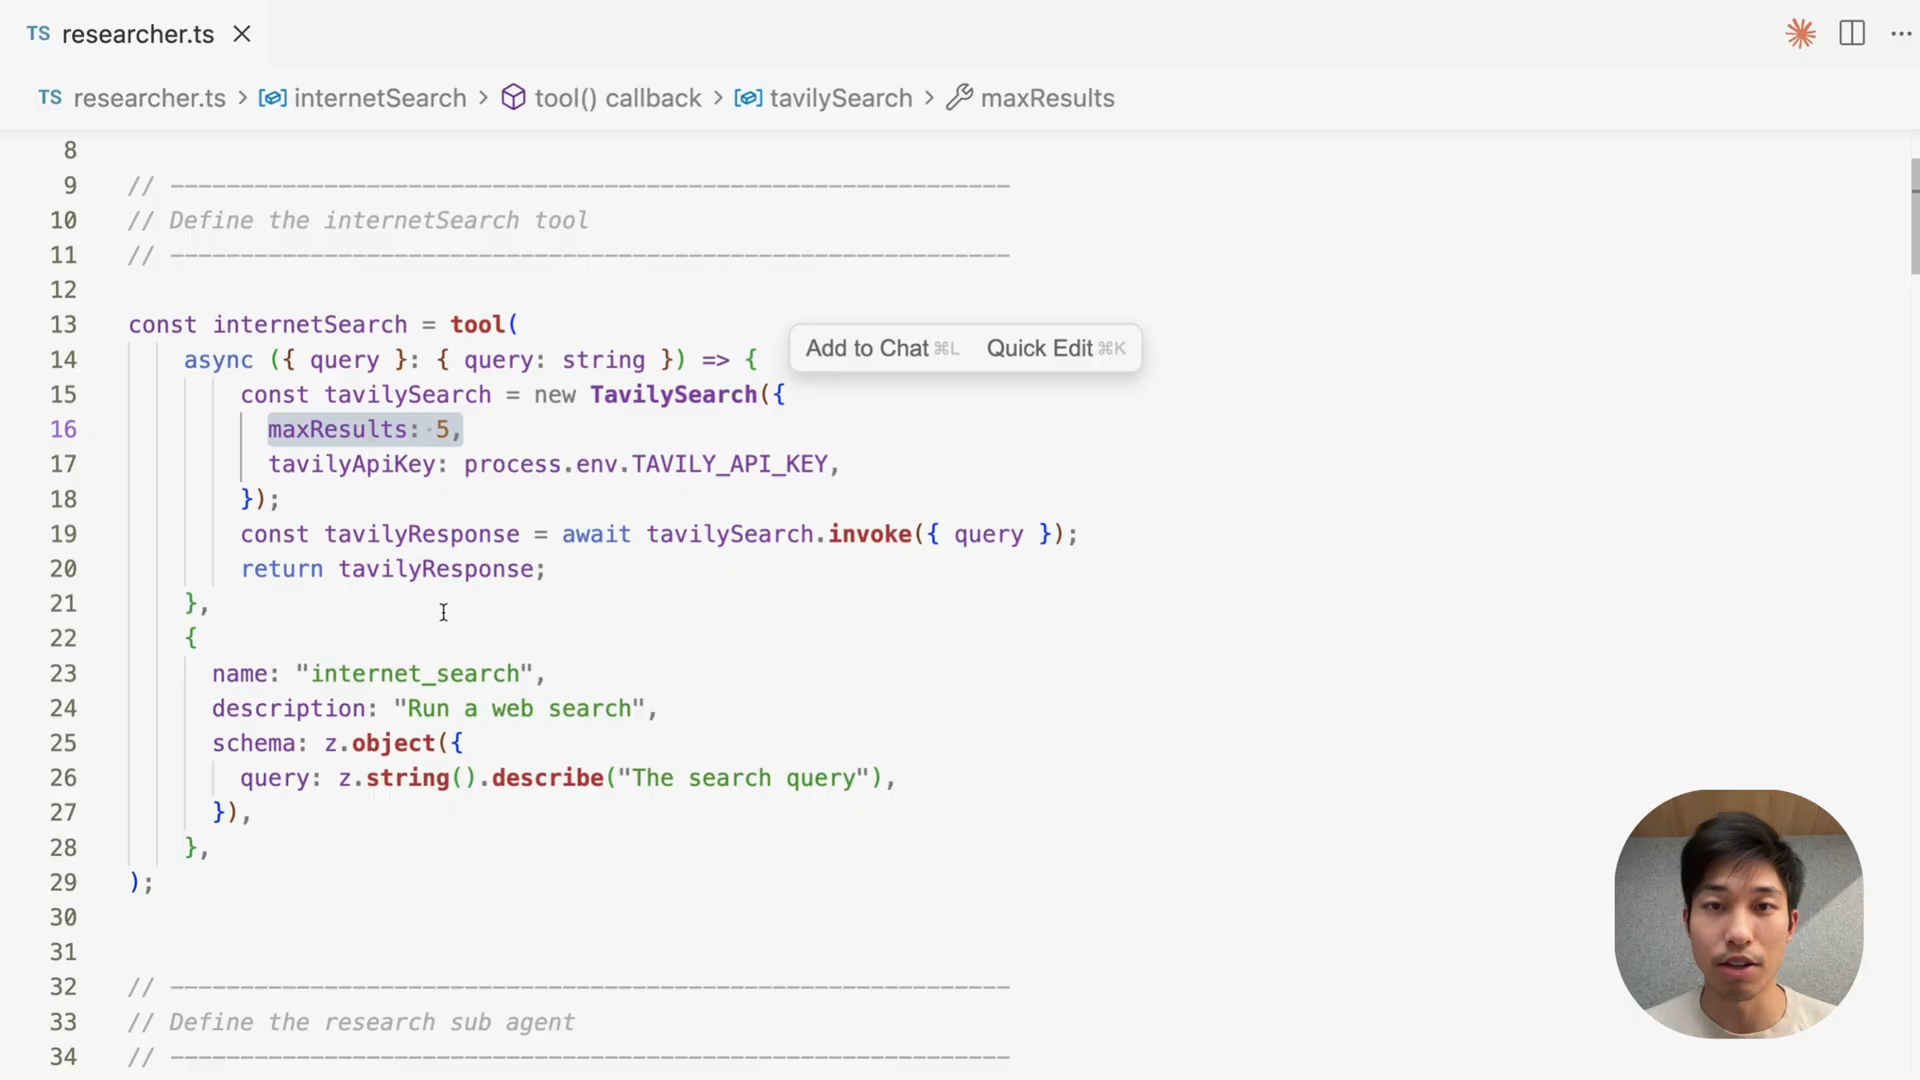 TS researcher.ts
TS researcher.ts > internetSearch > tool() callback > tavilySearch > maxResults
8
9 // ------------------------------------------------------------
10 // Define the internetSearch tool
11 // ------------------------------------------------------------
12
13 const internetSearch = tool(
14 async ({ query }: { query: string }) => {
Add to Chat ⌘L Quick Edit ⌘K
15 const tavilySearch = new TavilySearch({
16 maxResults: 5,
17 tavilyApiKey: process.env.TAVILY_API_KEY,
18 });
19 const tavilyResponse = await tavilySearch.invoke({ query });
20 return tavilyResponse;
21 },
22 {
23 name: "internet_search",
24 description: "Run a web search",
25 schema: z.object({
26 query: z.string().describe("The search query"),
27 }),
28 },
29 );
30
31
32 // ------------------------------------------------------------
33 // Define the research sub agent
34 // ------------------------------------------------------------